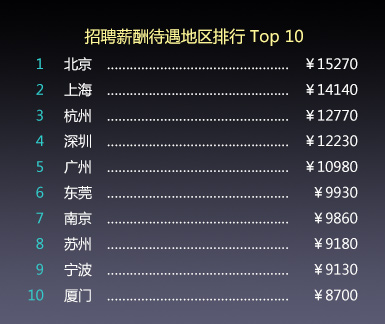 招聘薪酬待遇地区排行 Top 10
1 北京 ................................................ ¥15270
2 上海 ................................................ ¥14140
3 杭州 ................................................ ¥12770
4 深圳 ................................................ ¥12230
5 广州 ................................................ ¥10980
6 东莞 ................................................ ¥9930
7 南京 ................................................ ¥9860
8 苏州 ................................................ ¥9180
9 宁波 ................................................ ¥9130
10 厦门 ................................................ ¥8700